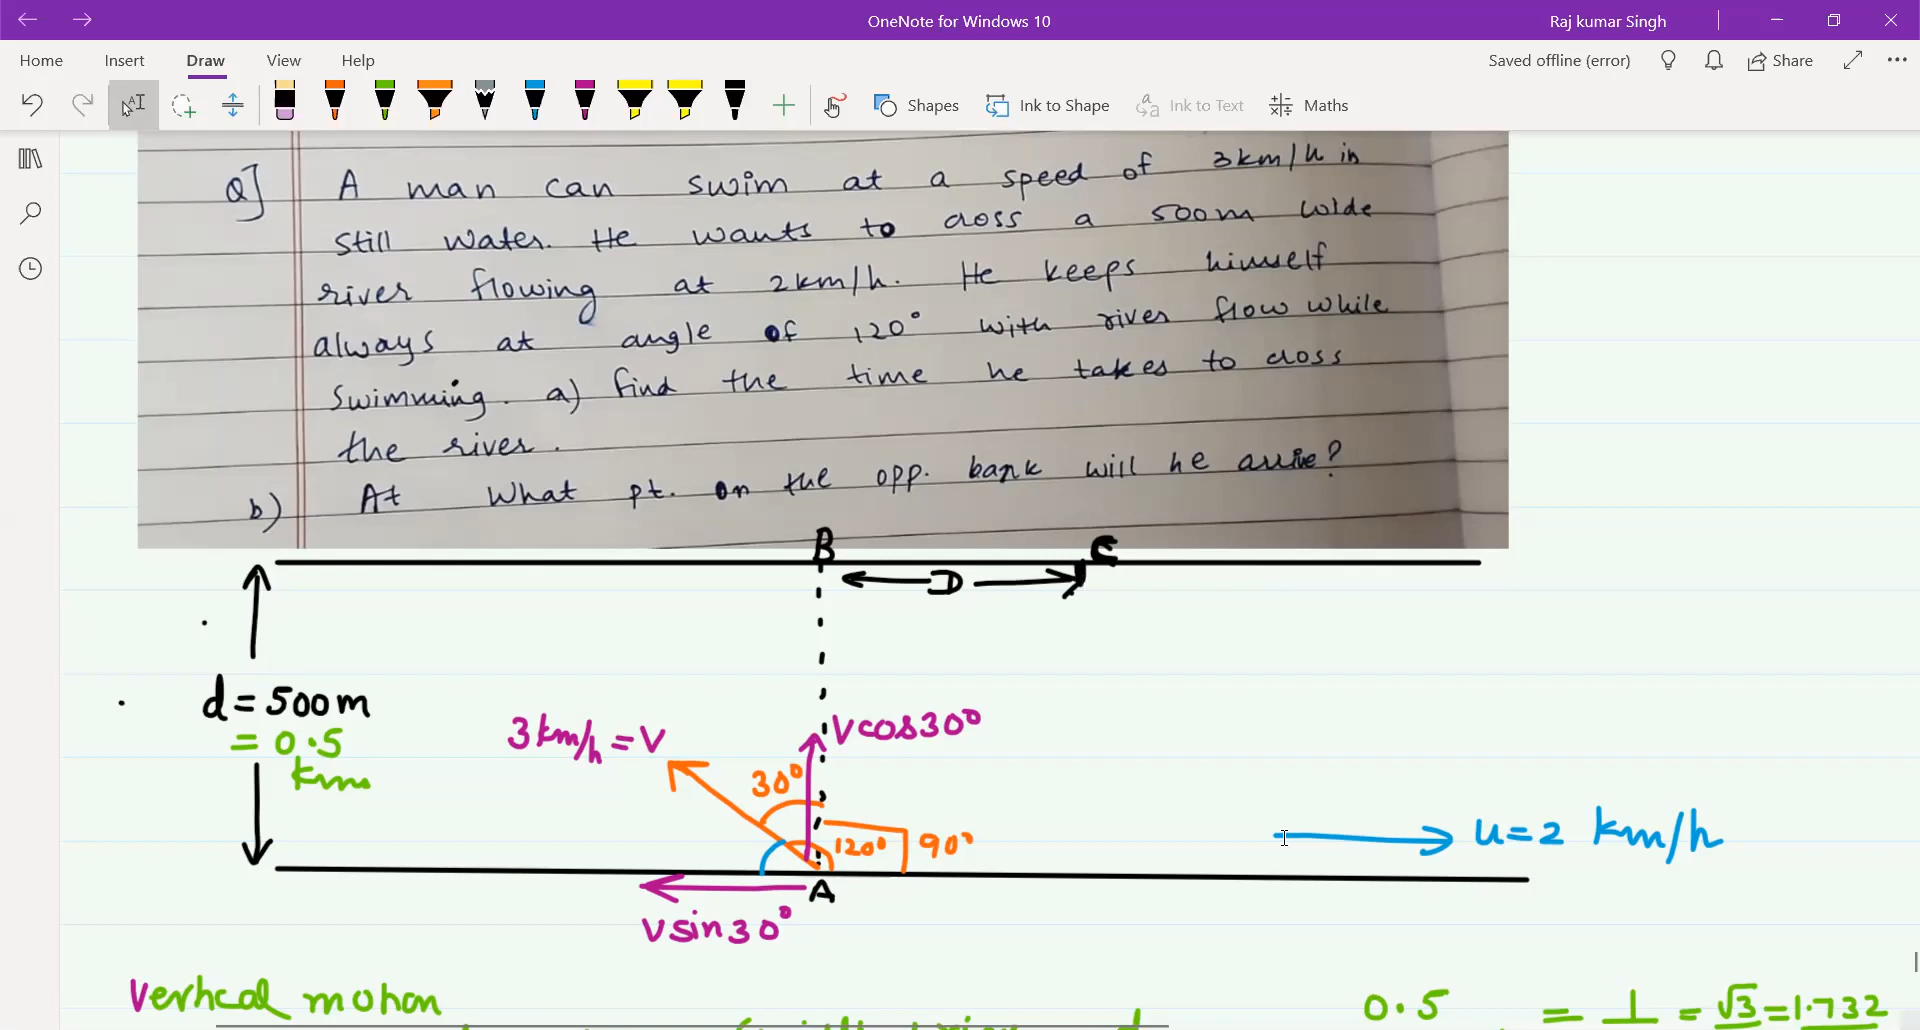 OneNote for Windows 10
Raj kumar Singh
Home Insert Draw View Help
Saved offline (error) Share
Shapes Ink to Shape Ink to Text Maths
Q] A man can swim at a speed of 3km/h in
still water. He wants to cross a 500m wide
river flowing at 2km/h. He keeps himself
always at angle of 120° with river flow while
swimming. a) find the time he takes to cross
the river.
b) At what pt. on the opp. bank will he arrive?
B C
D
d = 500m
= 0.5
km
3km/h = V
Vcos30°
30°
120° 90°
u=2 km/h
A
Vsin30°
Vertical motion
0.5 = 1 = √3 = 1.732